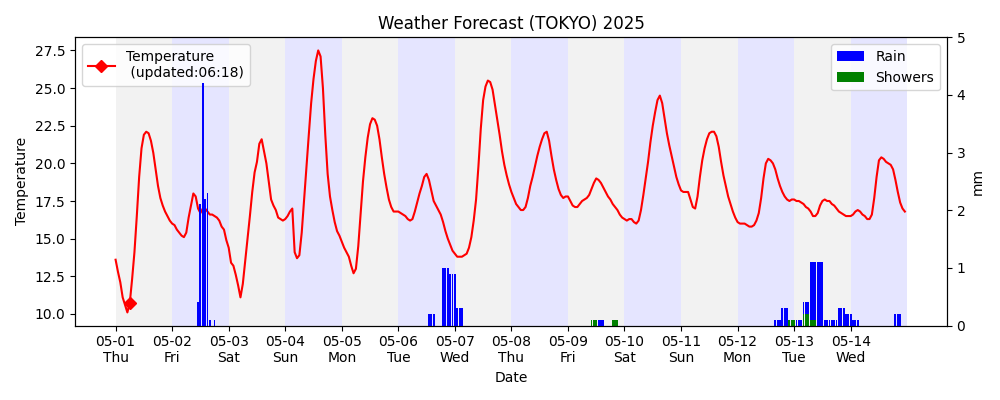 Weather Forecast (TOKYO) 2025
Temperature
(updated:06:18)
Rain
Showers
Temperature
27.5
25.0
22.5
20.0
17.5
15.0
12.5
10.0
5
4
3
2
1
0
mm
05-01 05-02 05-03 05-04 05-05 05-06 05-07 05-08 05-09 05-10 05-11 05-12 05-13 05-14
Thu Fri Sat Sun Mon Tue Wed Thu Fri Sat Sun Mon Tue Wed
Date